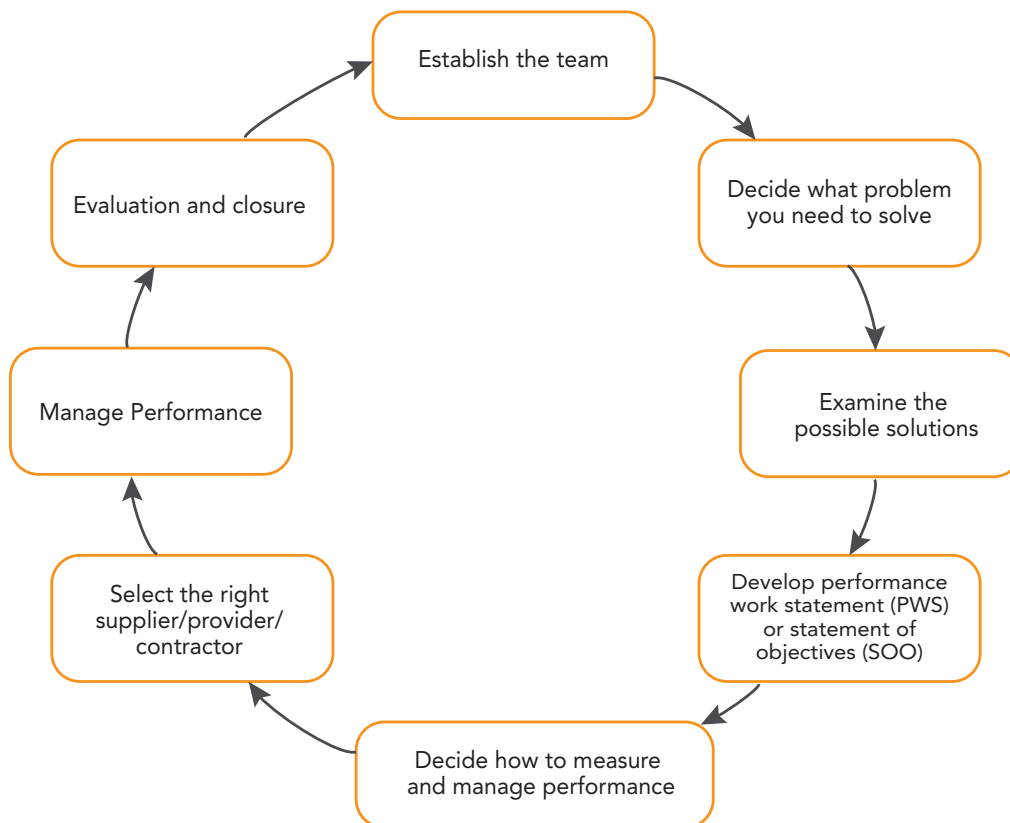 Establish the team
Decide what problem
you need to solve
Examine the
possible solutions
Develop performance
work statement (PWS)
or statement of
objectives (SOO)
Decide how to measure
and manage performance
Select the right
supplier/provider/
contractor
Manage Performance
Evaluation and closure